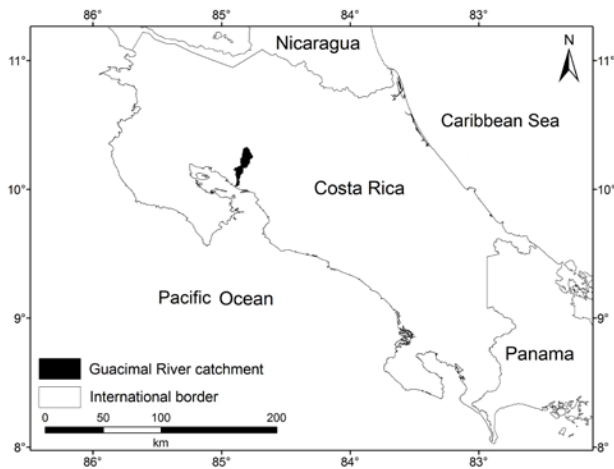 86° 85° 84° 83°
Nicaragua
N
11° 11°
Caribbean Sea
10° Costa Rica 10°
Pacific Ocean
9° 9°
Panama
Guacimal River catchment
International border
0 50 100 200
km
8° 8°
86° 85° 84° 83°